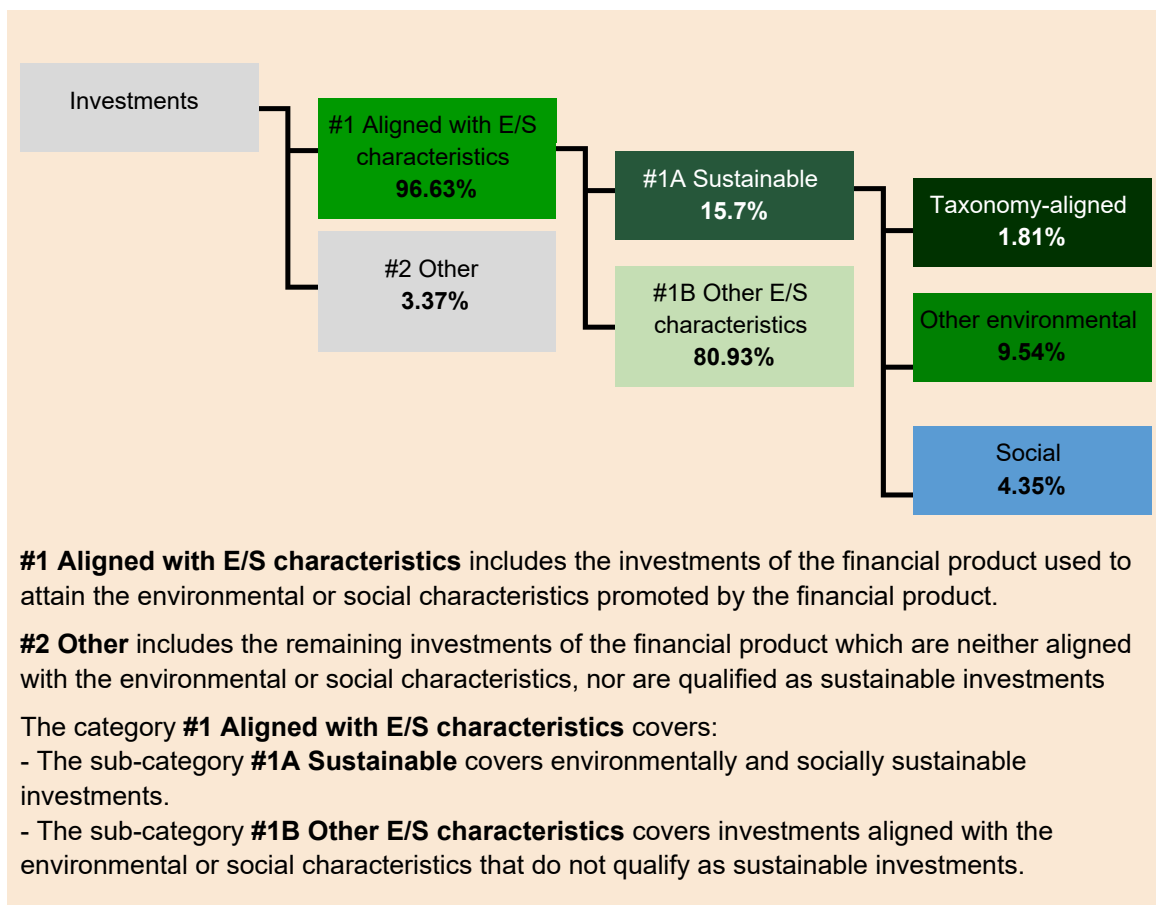 Investments
#1 Aligned with E/S
characteristics
96.63%
#2 Other
3.37%
#1A Sustainable
15.7%
#1B Other E/S
characteristics
80.93%
Taxonomy-aligned
1.81%
Other environmental
9.54%
Social
4.35%
#1 Aligned with E/S characteristics includes the investments of the financial product used to
attain the environmental or social characteristics promoted by the financial product.
#2 Other includes the remaining investments of the financial product which are neither aligned
with the environmental or social characteristics, nor are qualified as sustainable investments
The category #1 Aligned with E/S characteristics covers:
- The sub-category #1A Sustainable covers environmentally and socially sustainable
investments.
- The sub-category #1B Other E/S characteristics covers investments aligned with the
environmental or social characteristics that do not qualify as sustainable investments.